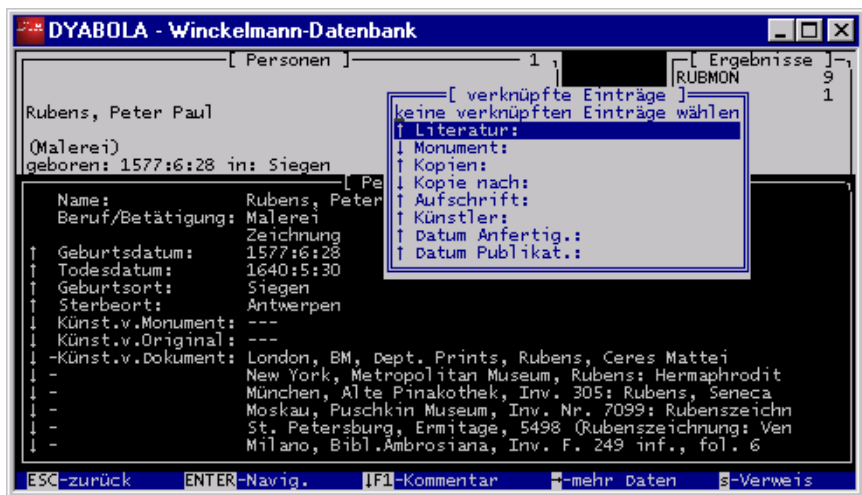 DYABOLA - Winckelmann-Datenbank
[ Personen ] 1
[ Ergebnisse ]
RUBMON 9
1
Rubens, Peter Paul
(Malerei)
geboren: 1577:6:28 in: Siegen
[ verknüpfte Einträge ]
keine verknüpften Einträge wählen
↑ Literatur:
↓ Monument:
↑ Kopien:
↓ Kopie nach:
↑ Aufschrift:
↑ Künstler:
↑ Datum Anfertig.:
↑ Datum Publikat.:
[ Pe
Name: Rubens, Peter
Beruf/Betätigung: Malerei
Zeichnung
↑ Geburtsdatum: 1577:6:28
↑ Todesdatum: 1640:5:30
↑ Geburtsort: Siegen
↑ Sterbeort: Antwerpen
↓ Künst.v.Monument: ---
↓ Künst.v.Original: ---
↓ -Künst.v.Dokument: London, BM, Dept. Prints, Rubens, Ceres Mattei
↓ - New York, Metropolitan Museum, Rubens: Hermaphrodit
↓ - München, Alte Pinakothek, Inv. 305: Rubens, Seneca
↓ - Moskau, Puschkin Museum, Inv. Nr. 7099: Rubenszeichn
↓ - St. Petersburg, Ermitage, 5498 (Rubenszeichnung: Ven
↓ - Milano, Bibl.Ambrosiana, Inv. F. 249 inf., fol. 6
ESC-zurück ENTER-Navig. ↓F1-Kommentar →-mehr Daten s-Verweis